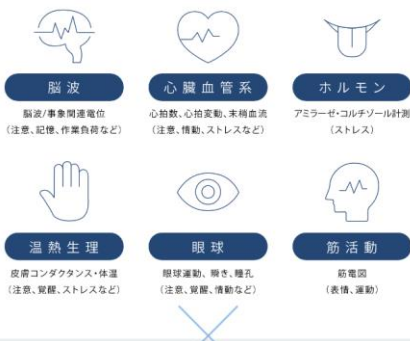 脳波
脳波/事象関連電位
(注意、記憶、作業負荷など)
心臓血管系
心拍数、心拍変動、末梢血流
(注意、情動、ストレスなど)
ホルモン
アミラーゼ・コルチゾール計測
(ストレス)
温熱生理
皮膚コンダクタンス・体温
(注意、覚醒、ストレスなど)
眼球
眼球運動、瞬き、瞳孔
(注意、覚醒、情動など)
筋活動
筋電図
(表情、運動)